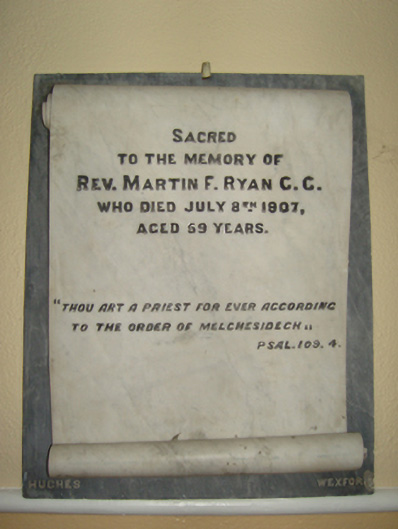 SACRED
TO THE MEMORY OF
REV. MARTIN F. RYAN C. C.
WHO DIED JULY 8TH 1907,
AGED 69 YEARS.
"THOU ART A PRIEST FOR EVER ACCORDING
TO THE ORDER OF MELCHESIDECH"
PSAL. 109. 4.
HUGHES WEXFORD